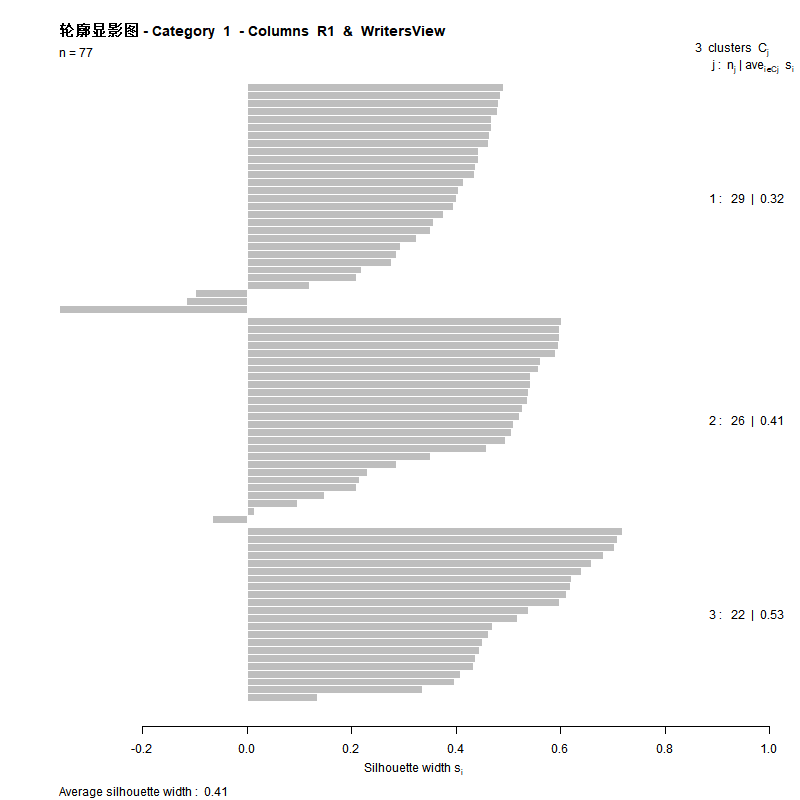 轮廓显影图 - Category 1 - Columns R1 & WritersView
n = 77
3 clusters Cj
j : nj | avei∈Cj si
1 : 29 | 0.32
2 : 26 | 0.41
3 : 22 | 0.53
-0.2 0.0 0.2 0.4 0.6 0.8 1.0
Silhouette width si
Average silhouette width : 0.41